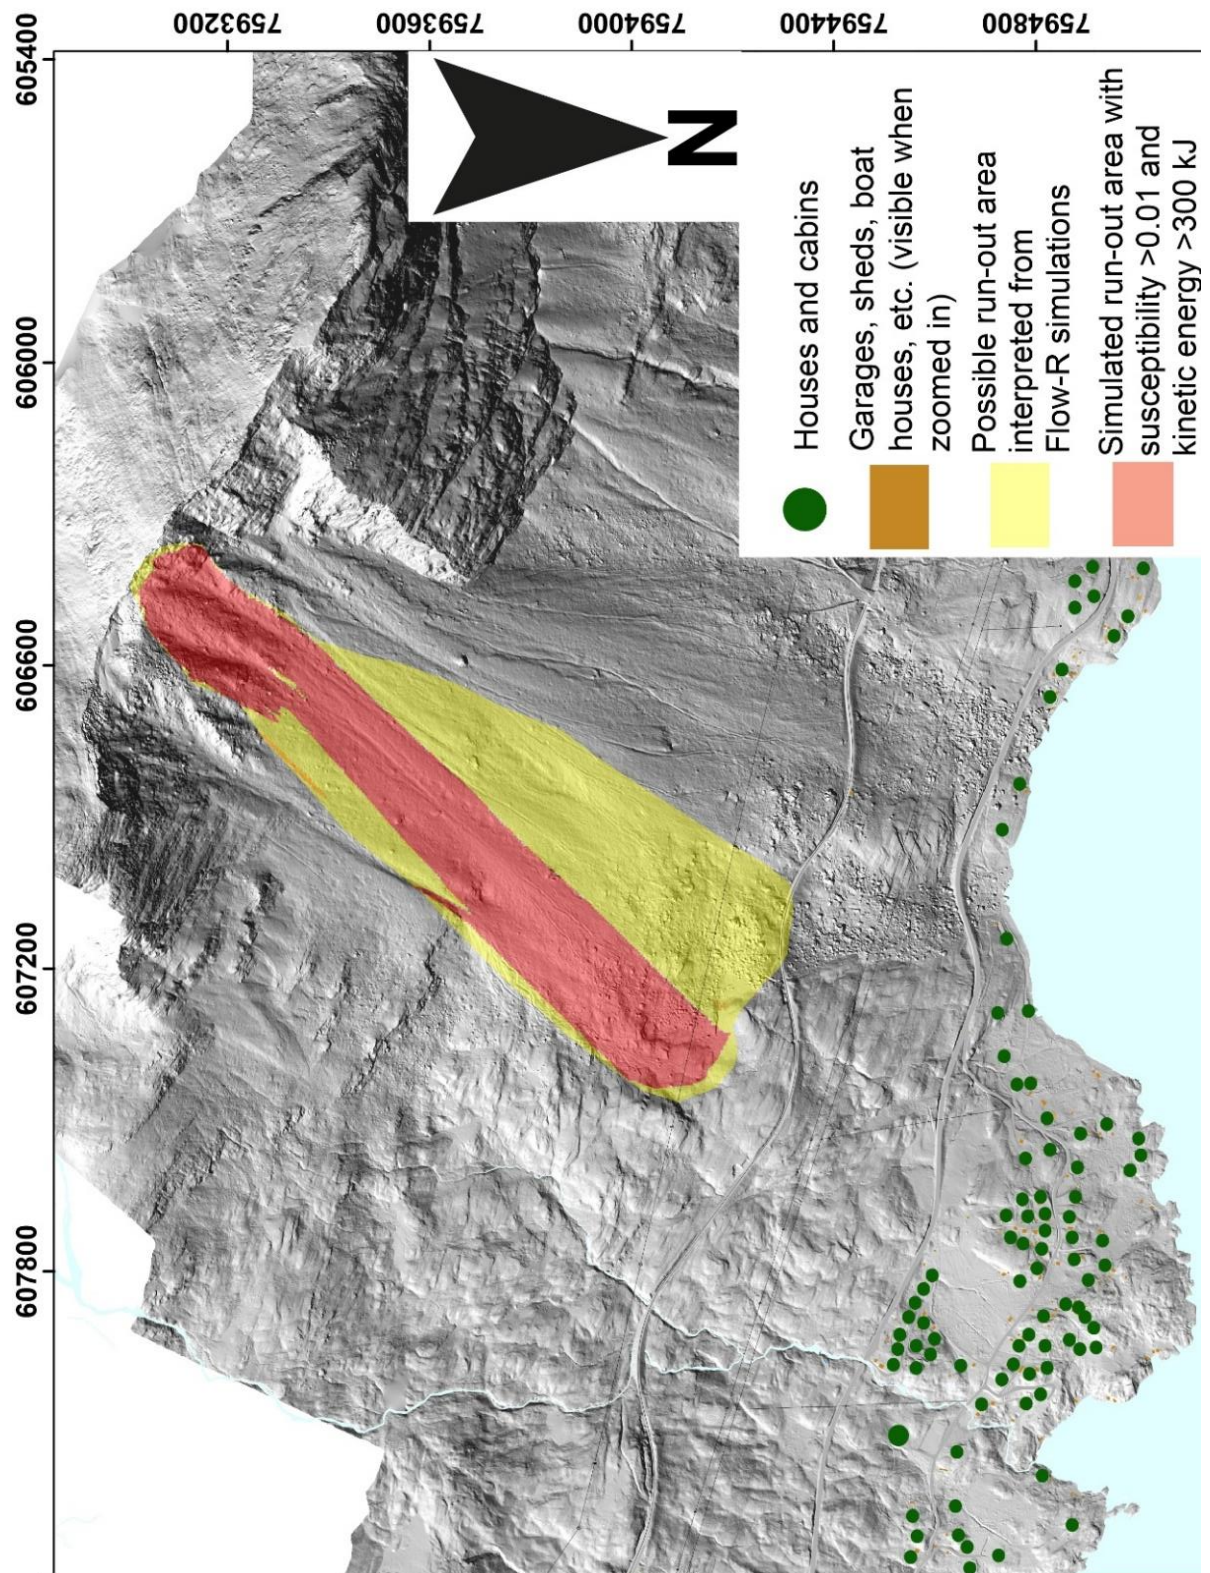 7593200
7593600
7594000
7594400
7594800
605400
606000
606600
607200
607800
N
Houses and cabins
Garages, sheds, boat
houses, etc. (visible when
zoomed in)
Possible run-out area
interpreted from
Flow-R simulations
Simulated run-out area with
susceptibility >0.01 and
kinetic energy >300 kJ